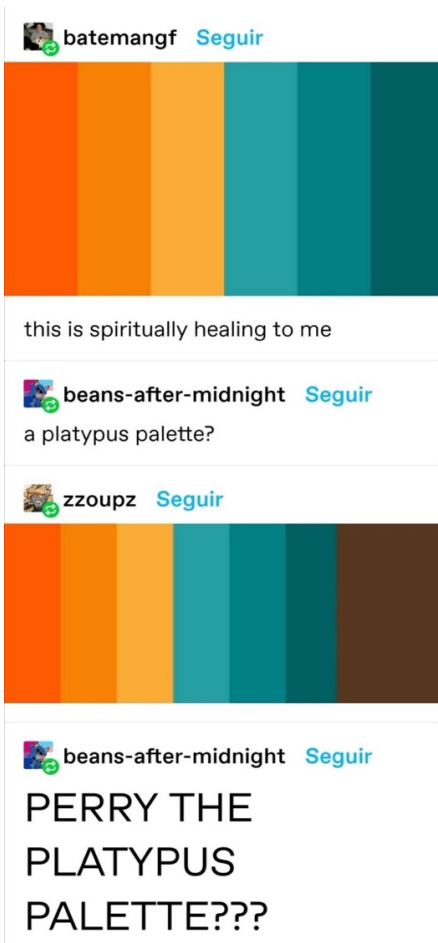 batemangf Seguir
this is spiritually healing to me
beans-after-midnight Seguir
a platypus palette?
zzoupz Seguir
beans-after-midnight Seguir
PERRY THE
PLATYPUS
PALETTE???